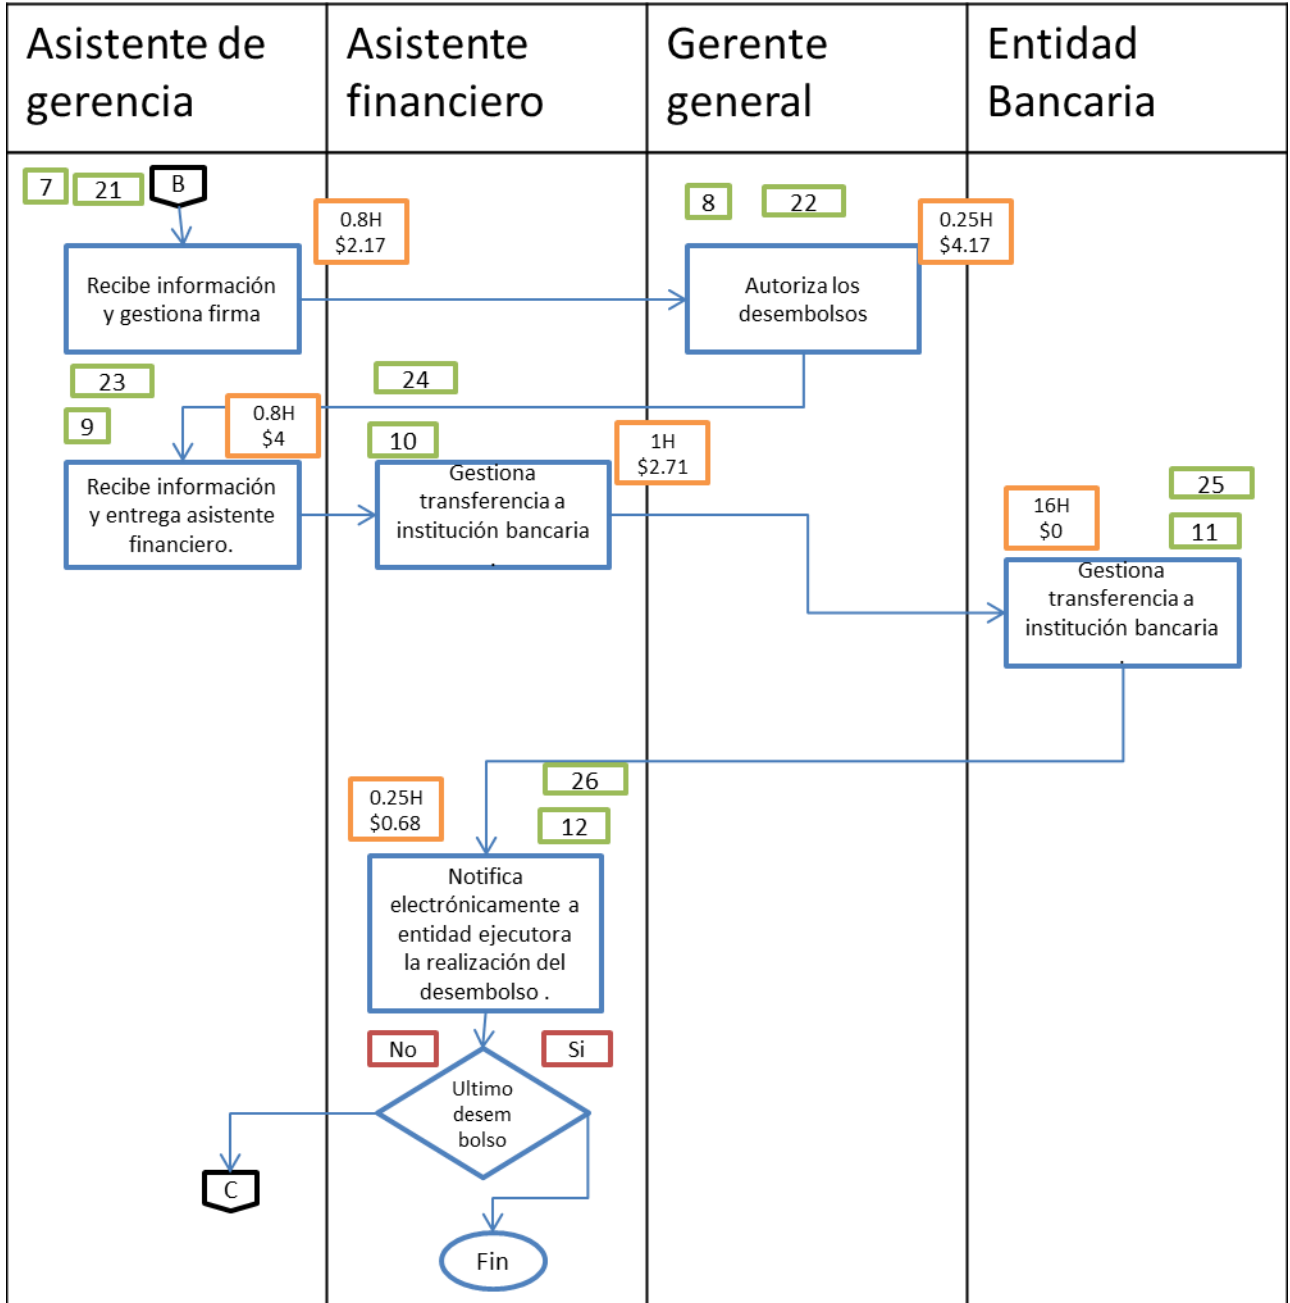 Asistente de
gerencia
Asistente
financiero
Gerente
general
Entidad
Bancaria
7
21
B
0.8H
$2.17
8
22
0.25H
$4.17
Recibe información
y gestiona firma
Autoriza los
desembolsos
23
9
0.8H
$4
24
10
1H
$2.71
Recibe información
y entrega asistente
financiero.
Gestiona
transferencia a
institución bancaria
.
16H
$0
25
11
Gestiona
transferencia a
institución bancaria
.
0.25H
$0.68
26
12
Notifica
electrónicamente a
entidad ejecutora
la realización del
desembolso .
No
Si
Ultimo
desem
bolso
C
Fin